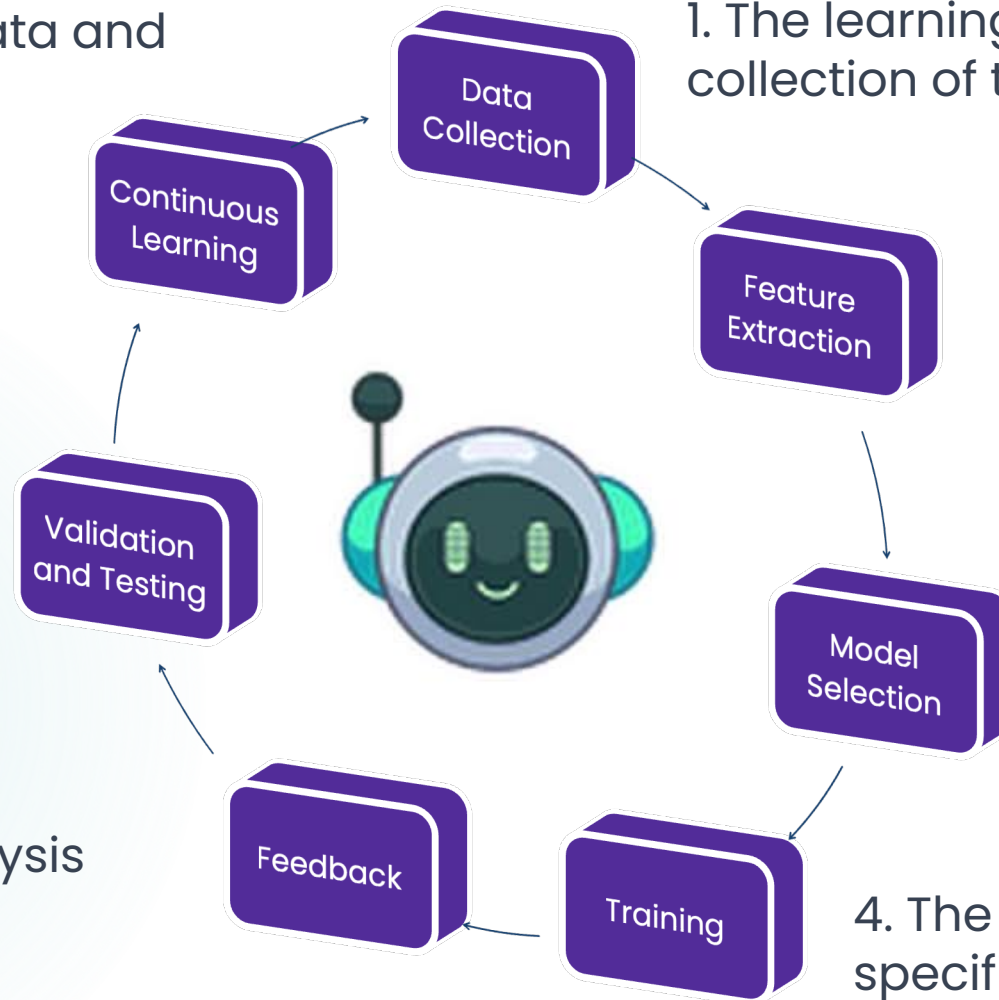 ata and
1. The learning
collection of t
Data
Collection
Continuous
Learning
Feature
Extraction
Validation
and Testing
Model
Selection
Feedback
Training
lysis
4. The
specif